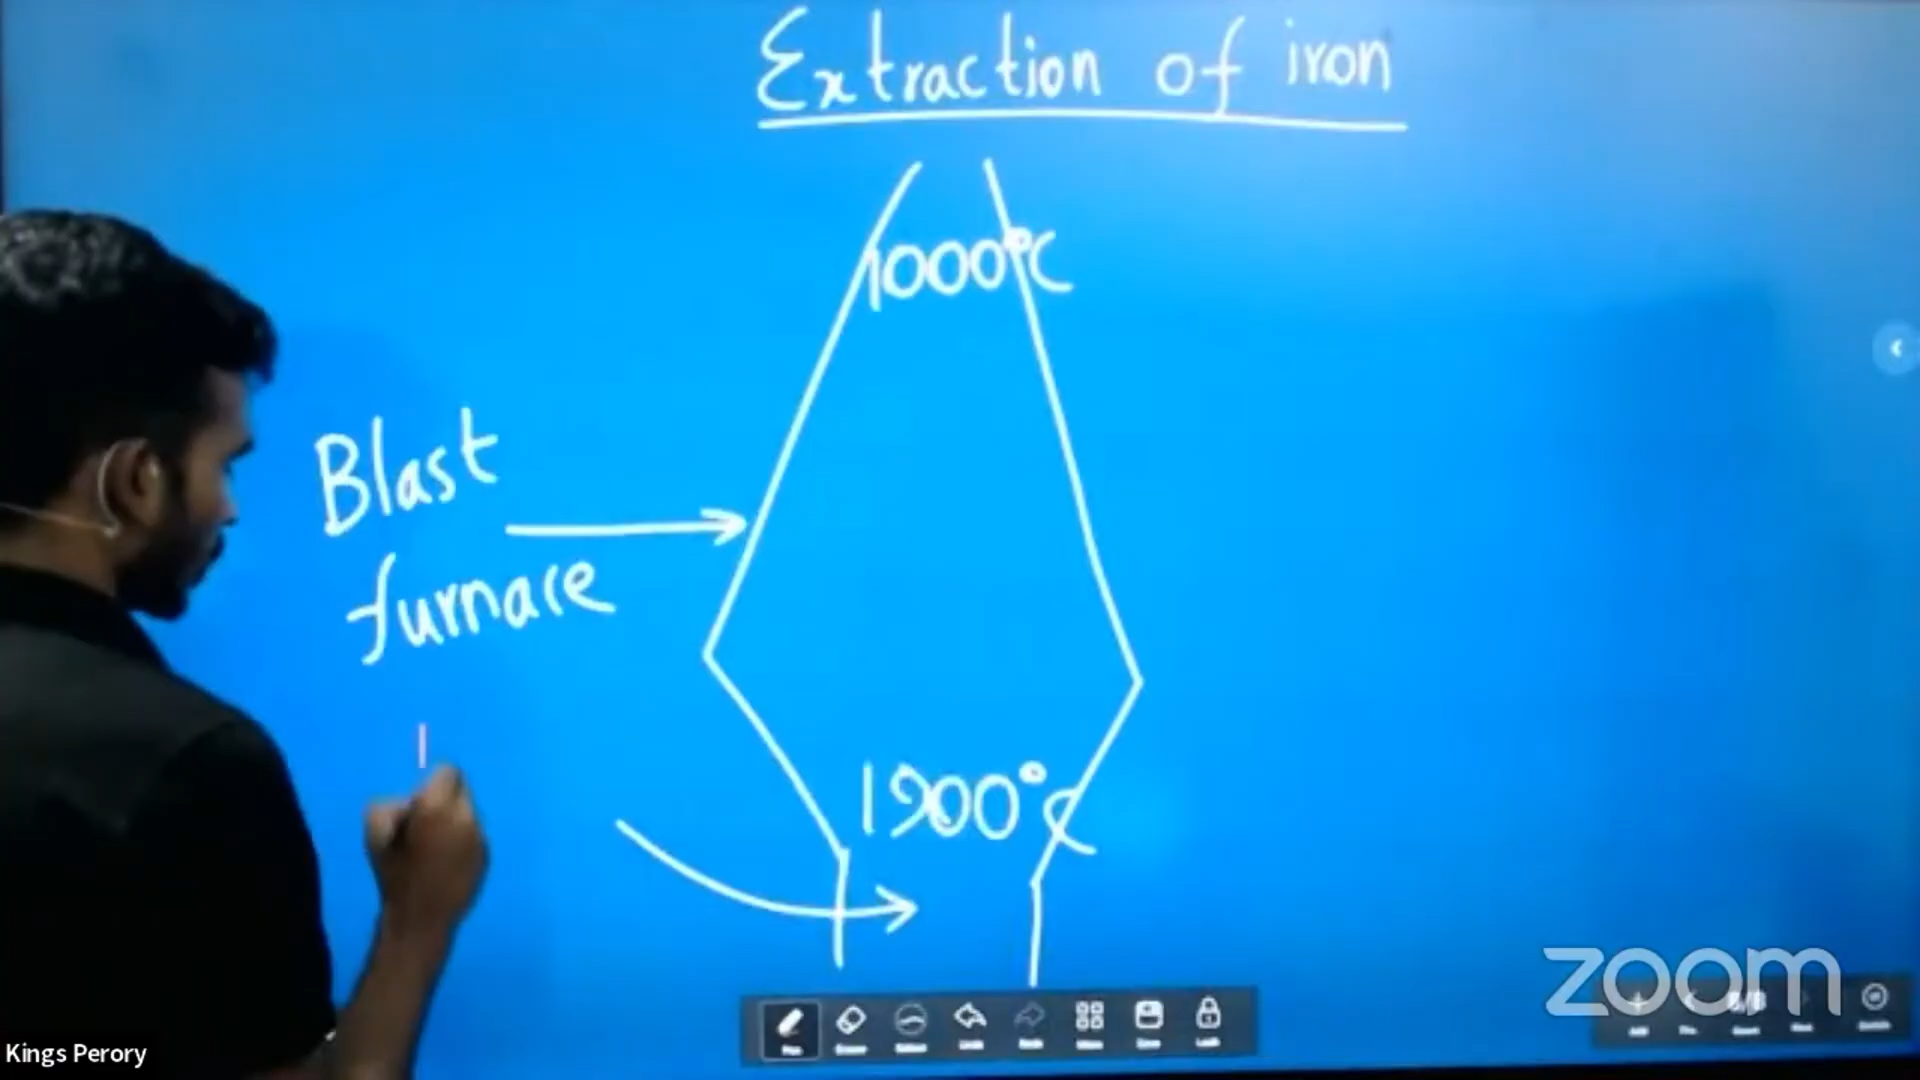 Extraction of iron
1000°C
Blast
furnace
1900°C
zoom
Kings Perory